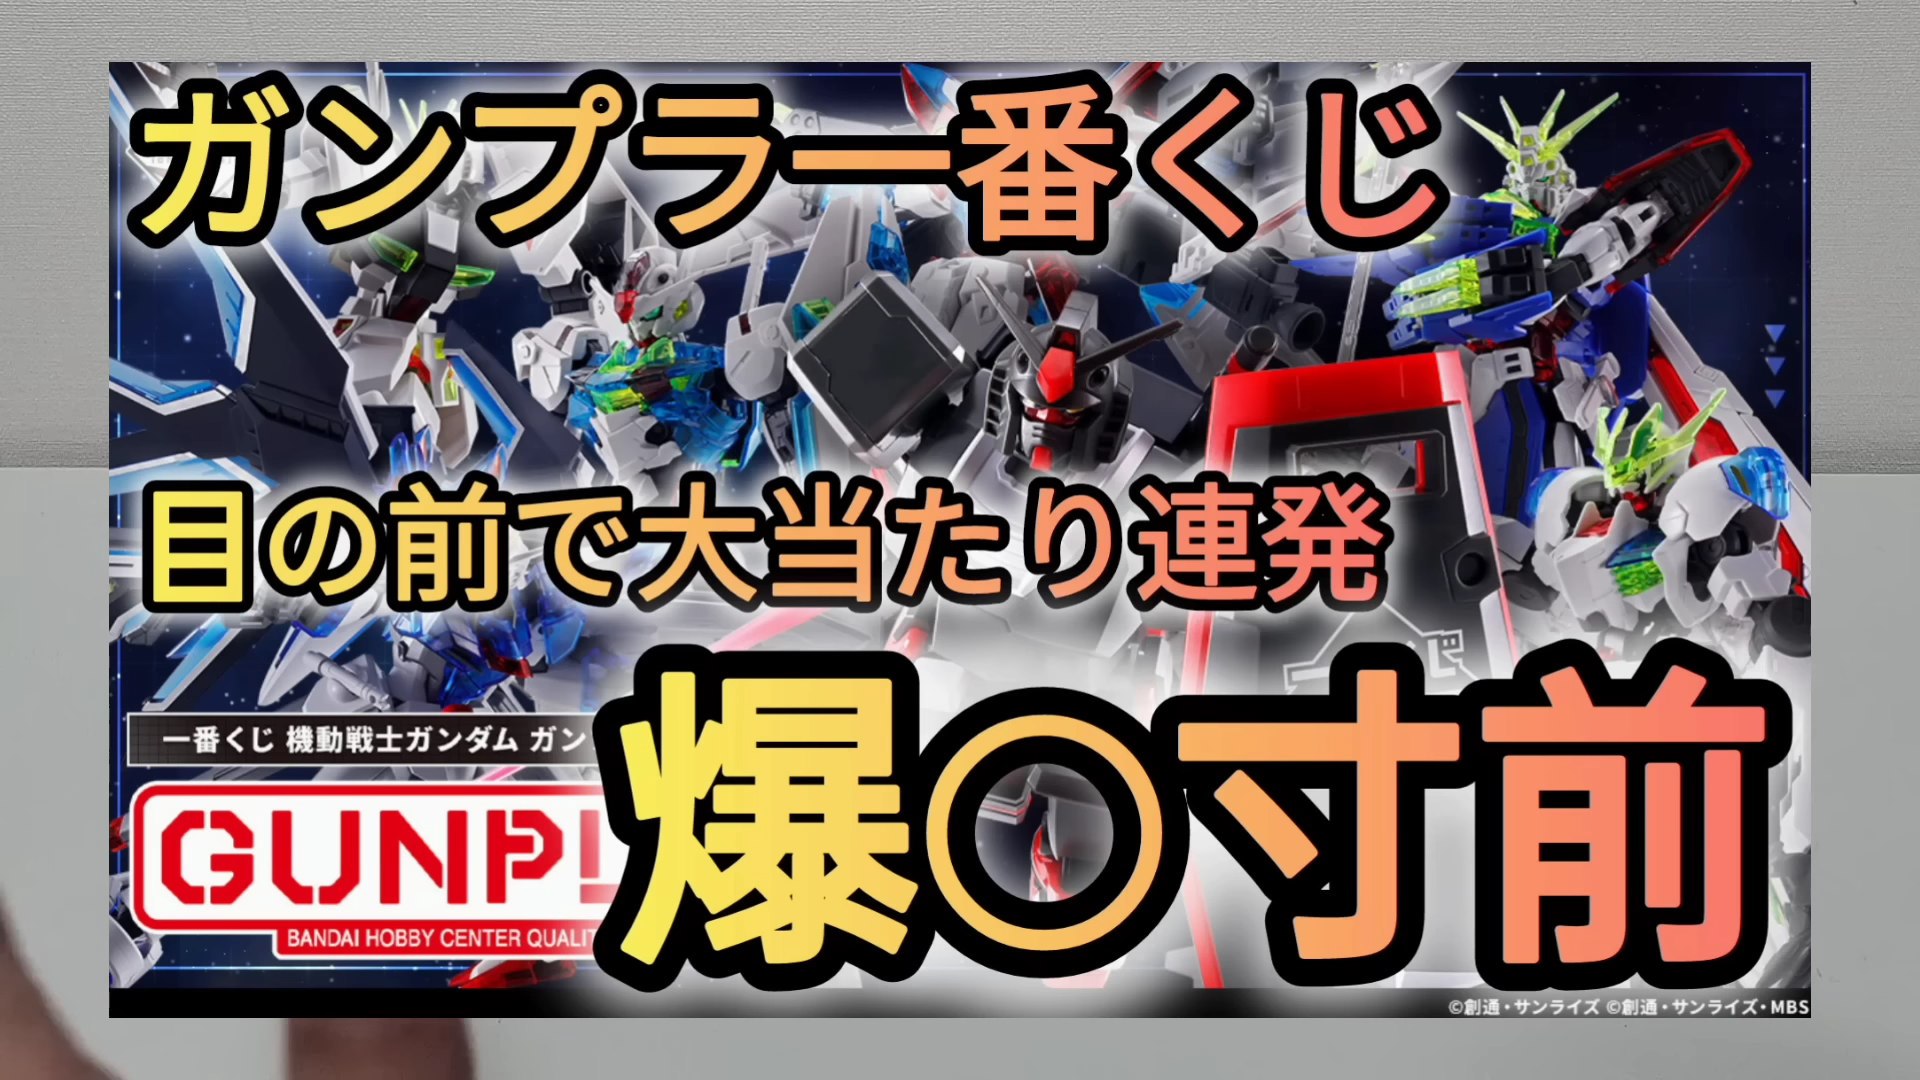 ガンプラ一番くじ
目の前で大当たり連発
爆〇寸前
一番くじ 機動戦士ガンダム ガン
GUNPL
BANDAI HOBBY CENTER QUALIT
©創通・サンライズ ©創通・サンライズ・MBS